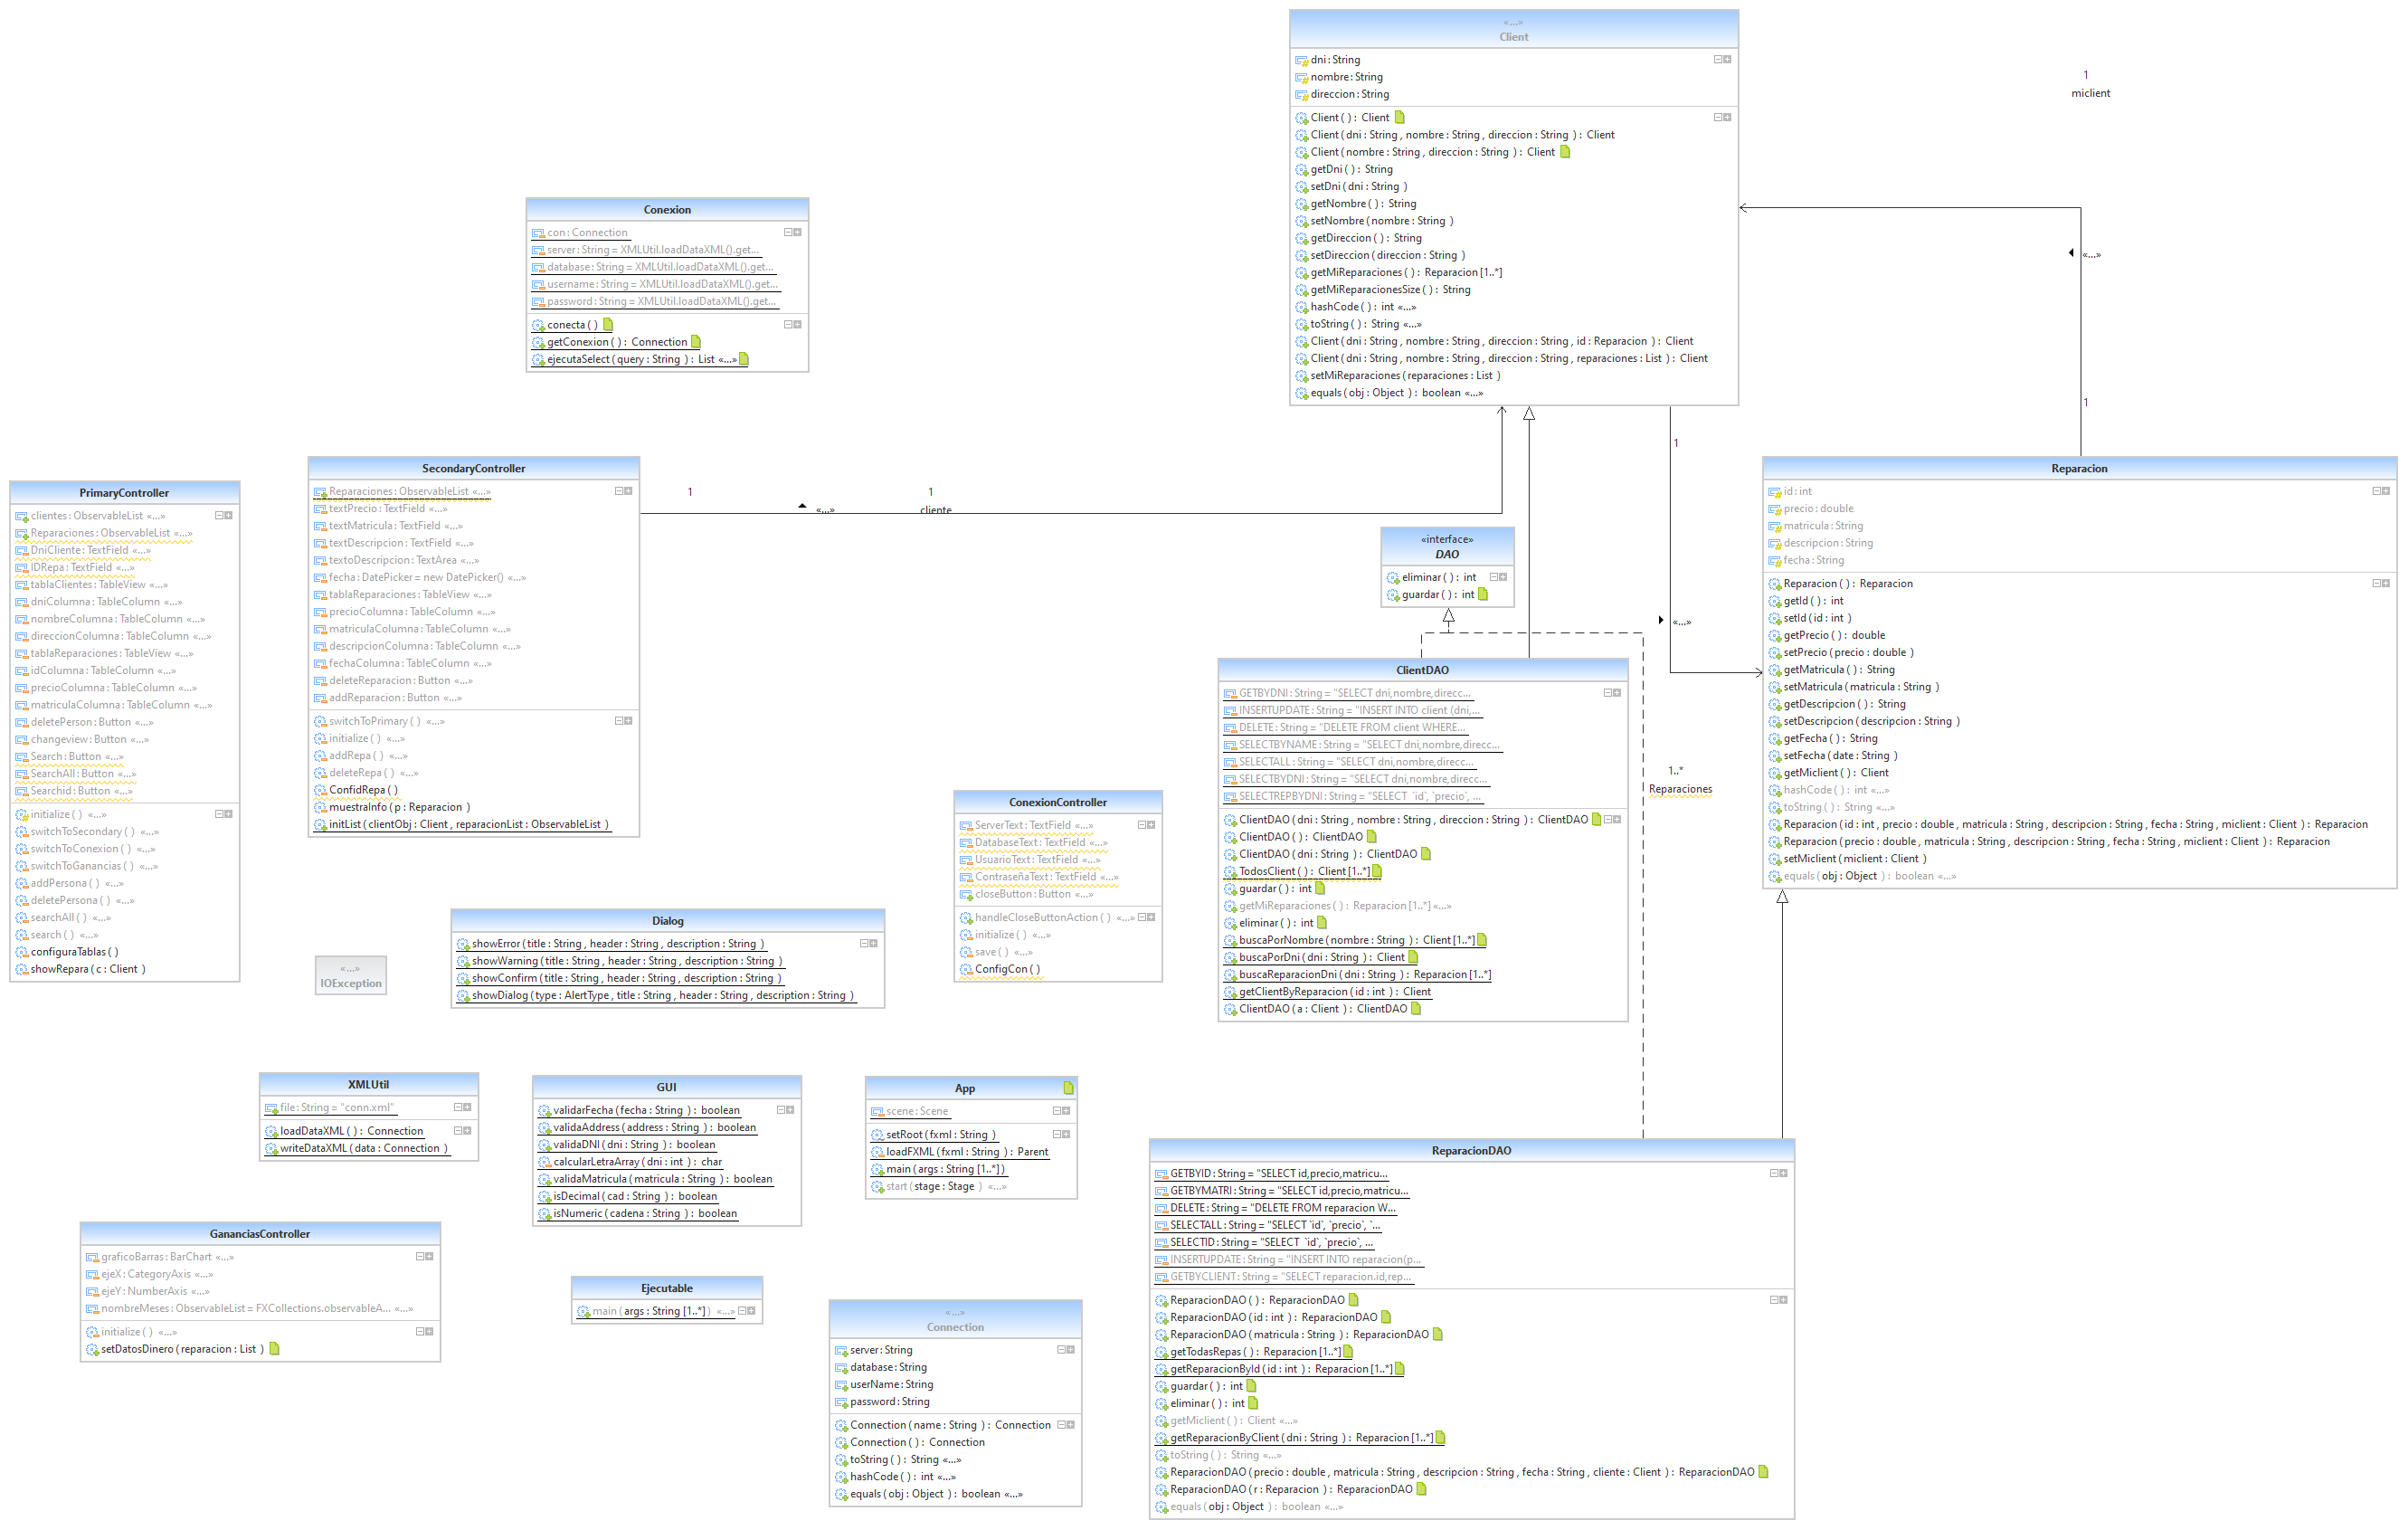 «...»
Client
dni : String
nombre : String
direccion : String
Client ( ) : Client
Client ( dni : String , nombre : String , direccion : String ) : Client
Client ( nombre : String , direccion : String ) : Client
getDni ( ) : String
setDni ( dni : String )
getNombre ( ) : String
setNombre ( nombre : String )
getDireccion ( ) : String
setDireccion ( direccion : String )
getMiReparaciones ( ) : Reparacion [1..*]
getMiReparacionesSize ( ) : String
hashCode ( ) : int «...»
toString ( ) : String «...»
Client ( dni : String , nombre : String , direccion : String , id : Reparacion ) : Client
Client ( dni : String , nombre : String , direccion : String , reparaciones : List ) : Client
setMiReparaciones ( reparaciones : List )
equals ( obj : Object ) : boolean «...»
1
miclient
«...»
1
Conexion
con : Connection
server : String = XMLUtil.loadDataXML().get...
database : String = XMLUtil.loadDataXML().get...
username : String = XMLUtil.loadDataXML().get...
password : String = XMLUtil.loadDataXML().get...
conecta ( )
getConexion ( ) : Connection
ejecutaSelect ( query : String ) : List «...»
PrimaryController
clientes : ObservableList «...»
Reparaciones : ObservableList «...»
DniCliente : TextField «...»
IDRepa : TextField «...»
tablaClientes : TableView «...»
dniColumna : TableColumn «...»
nombreColumna : TableColumn «...»
direccionColumna : TableColumn «...»
tablaReparaciones : TableView «...»
idColumna : TableColumn «...»
precioColumna : TableColumn «...»
matriculaColumna : TableColumn «...»
deletePerson : Button «...»
changeview : Button «...»
Search : Button «...»
SearchAll : Button «...»
Searchid : Button «...»
initialize ( ) «...»
switchToSecondary ( ) «...»
switchToConexion ( ) «...»
switchToGanancias ( ) «...»
addPersona ( ) «...»
deletePersona ( ) «...»
searchAll ( ) «...»
search ( ) «...»
configuraTablas ( )
showRepara ( c : Client )
SecondaryController
Reparaciones : ObservableList «...»
textPrecio : TextField «...»
textMatricula : TextField «...»
textDescripcion : TextField «...»
textoDescripcion : TextArea «...»
fecha : DatePicker = new DatePicker() «...»
tablaReparaciones : TableView «...»
precioColumna : TableColumn «...»
matriculaColumna : TableColumn «...»
descripcionColumna : TableColumn «...»
fechaColumna : TableColumn «...»
deleteReparacion : Button «...»
addReparacion : Button «...»
switchToPrimary ( ) «...»
initialize ( ) «...»
addRepa ( ) «...»
deleteRepa ( ) «...»
ConfidRepa ( )
muestraInfo ( p : Reparacion )
initList ( clientObj : Client , reparacionList : ObservableList )
1
«...»
1
cliente
1
«...»
1..*
Reparaciones
«interface»
DAO
eliminar ( ) : int
guardar ( ) : int
Reparacion
id : int
precio : double
matricula : String
descripcion : String
fecha : String
Reparacion ( ) : Reparacion
getId ( ) : int
setId ( id : int )
getPrecio ( ) : double
setPrecio ( precio : double )
getMatricula ( ) : String
setMatricula ( matricula : String )
getDescripcion ( ) : String
setDescripcion ( descripcion : String )
getFecha ( ) : String
setFecha ( date : String )
getMiclient ( ) : Client
hashCode ( ) : int «...»
toString ( ) : String «...»
Reparacion ( id : int , precio : double , matricula : String , descripcion : String , fecha : String , miclient : Client ) : Reparacion
Reparacion ( precio : double , matricula : String , descripcion : String , fecha : String , miclient : Client ) : Reparacion
setMiclient ( miclient : Client )
equals ( obj : Object ) : boolean «...»
ClientDAO
GETBYDNI : String = "SELECT dni,nombre,direcc...
INSERTUPDATE : String = "INSERT INTO client (dni,...
DELETE : String = "DELETE FROM client WHERE...
SELECTBYNAME : String = "SELECT dni,nombre,direcc...
SELECTALL : String = "SELECT dni,nombre,direcc...
SELECTBYDNI : String = "SELECT dni,nombre,direcc...
SELECTREPBYDNI : String = "SELECT `id`, `precio`, ...
ClientDAO ( dni : String , nombre : String , direccion : String ) : ClientDAO
ClientDAO ( ) : ClientDAO
ClientDAO ( dni : String ) : ClientDAO
TodosClient ( ) : Client [1..*]
guardar ( ) : int
getMiReparaciones ( ) : Reparacion [1..*] «...»
eliminar ( ) : int
buscaPorNombre ( nombre : String ) : Client [1..*]
buscaPorDni ( dni : String ) : Client
buscaReparacionDni ( dni : String ) : Reparacion [1..*]
getClientByReparacion ( id : int ) : Client
ClientDAO ( a : Client ) : ClientDAO
ConexionController
ServerText : TextField «...»
DatabaseText : TextField «...»
UsuarioText : TextField «...»
ContraseñaText : TextField «...»
closeButton : Button «...»
handleCloseButtonAction ( ) «...»
initialize ( ) «...»
save ( ) «...»
ConfigCon ( )
Dialog
showError ( title : String , header : String , description : String )
showWarning ( title : String , header : String , description : String )
showConfirm ( title : String , header : String , description : String )
showDialog ( type : AlertType , title : String , header : String , description : String )
«...»
IOException
XMLUtil
file : String = "conn.xml"
loadDataXML ( ) : Connection
writeDataXML ( data : Connection )
GUI
validarFecha ( fecha : String ) : boolean
validaAddress ( address : String ) : boolean
validaDNI ( dni : String ) : boolean
calcularLetraArray ( dni : int ) : char
validaMatricula ( matricula : String ) : boolean
isDecimal ( cad : String ) : boolean
isNumeric ( cadena : String ) : boolean
App
scene : Scene
setRoot ( fxml : String )
loadFXML ( fxml : String ) : Parent
main ( args : String [1..*] )
start ( stage : Stage ) «...»
GananciasController
graficoBarras : BarChart «...»
ejeX : CategoryAxis «...»
ejeY : NumberAxis «...»
nombreMeses : ObservableList = FXCollections.observableA... «...»
initialize ( ) «...»
setDatosDinero ( reparacion : List )
Ejecutable
main ( args : String [1..*] ) «...»
«...»
Connection
server : String
database : String
userName : String
password : String
Connection ( name : String ) : Connection
Connection ( ) : Connection
toString ( ) : String «...»
hashCode ( ) : int «...»
equals ( obj : Object ) : boolean «...»
ReparacionDAO
GETBYID : String = "SELECT id,precio,matricu...
GETBYMATRI : String = "SELECT id,precio,matricu...
DELETE : String = "DELETE FROM reparacion W...
SELECTALL : String = "SELECT `id`, `precio`, `...
SELECTID : String = "SELECT `id`, `precio`, ...
INSERTUPDATE : String = "INSERT INTO reparacion(p...
GETBYCLIENT : String = "SELECT reparacion.id,rep...
ReparacionDAO ( ) : ReparacionDAO
ReparacionDAO ( id : int ) : ReparacionDAO
ReparacionDAO ( matricula : String ) : ReparacionDAO
getTodasRepas ( ) : Reparacion [1..*]
getReparacionById ( id : int ) : Reparacion [1..*]
guardar ( ) : int
eliminar ( ) : int
getMiclient ( ) : Client «...»
getReparacionByClient ( dni : String ) : Reparacion [1..*]
toString ( ) : String «...»
ReparacionDAO ( precio : double , matricula : String , descripcion : String , fecha : String , cliente : Client ) : ReparacionDAO
ReparacionDAO ( r : Reparacion ) : ReparacionDAO
equals ( obj : Object ) : boolean «...»